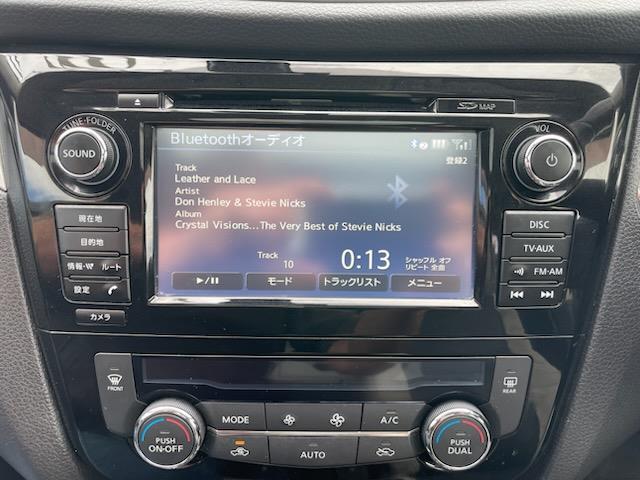 SD MAP
TUNE·FOLDER
SOUND
VOL
Bluetoothオーディオ
登録2
Track
Leather and Lace
Artist
Don Henley & Stevie Nicks
Album
Crystal Visions...The Very Best of Stevie Nicks
Track 10
0:13
シャッフル オフ
リピート 全曲
モード
トラックリスト
メニュー
現在地
目的地
情報・VI ルート
設定
カメラ
DISC
TV·AUX
FM·AM
FRONT
REAR
MODE
A/C
AUTO
PUSH
ON·OFF
PUSH
DUAL